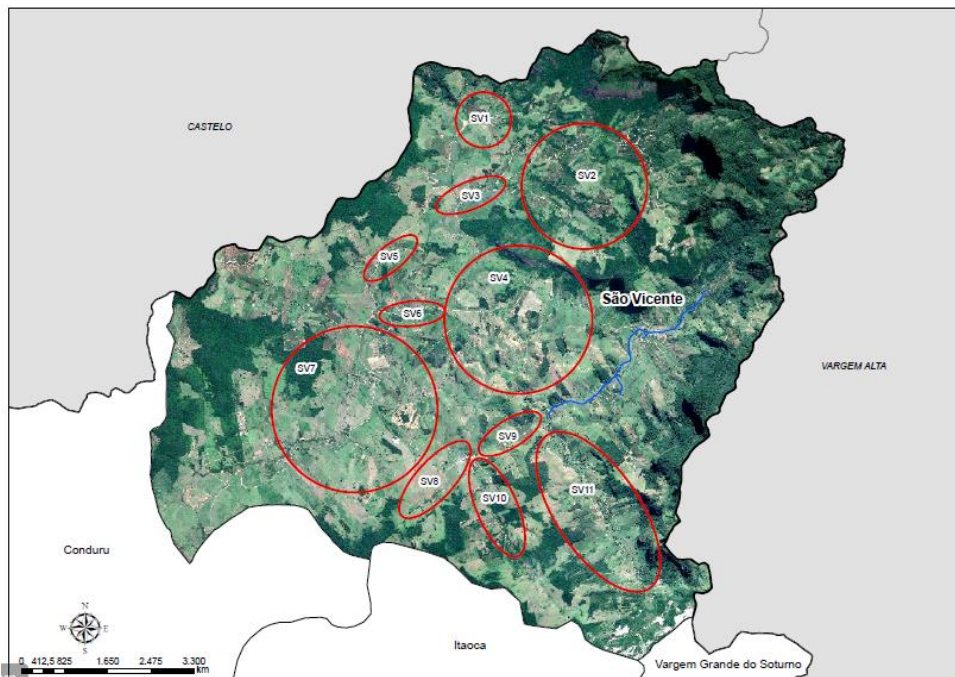 CASTELO
SV1
SV2
SV3
SV5
SV4
São Vicente
SV6
SV7
VARGEM ALTA
SV9
SV8
SV10
SV11
Conduru
N
W E
S
Itaoca
0 412,5 825 1.650 2.475 3.300
km
Vargem Grande do Soturno